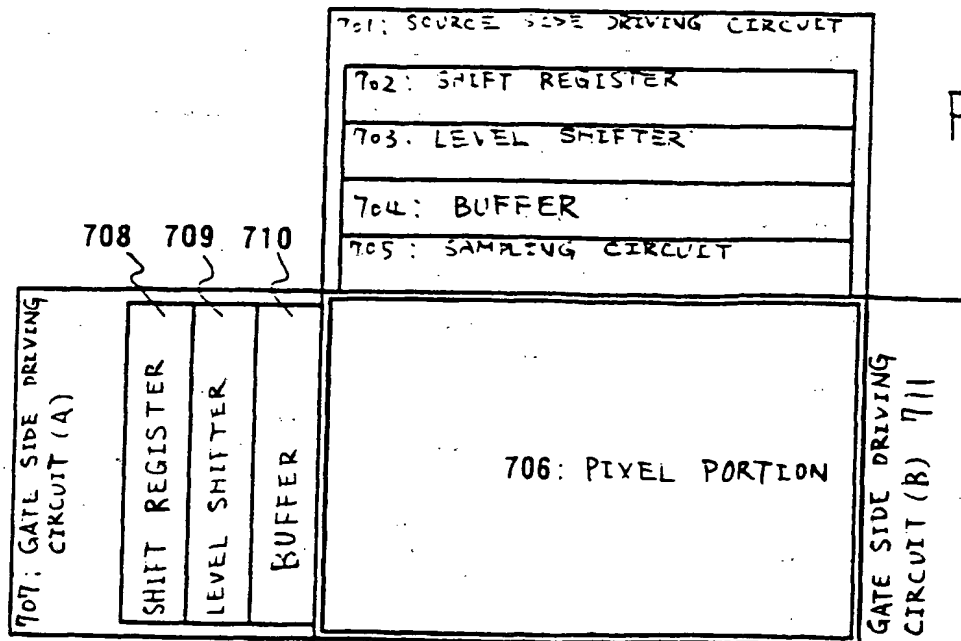 701: SOURCE SIDE DRIVING CIRCUIT
702: SHIFT REGISTER
703: LEVEL SHIFTER
704: BUFFER
705: SAMPLING CIRCUIT
708 709 710
707: GATE SIDE DRIVING
CIRCUIT (A)
SHIFT REGISTER
LEVEL SHIFTER
BUFFER
706: PIXEL PORTION
GATE SIDE DRIVING
CIRCUIT (B) 711